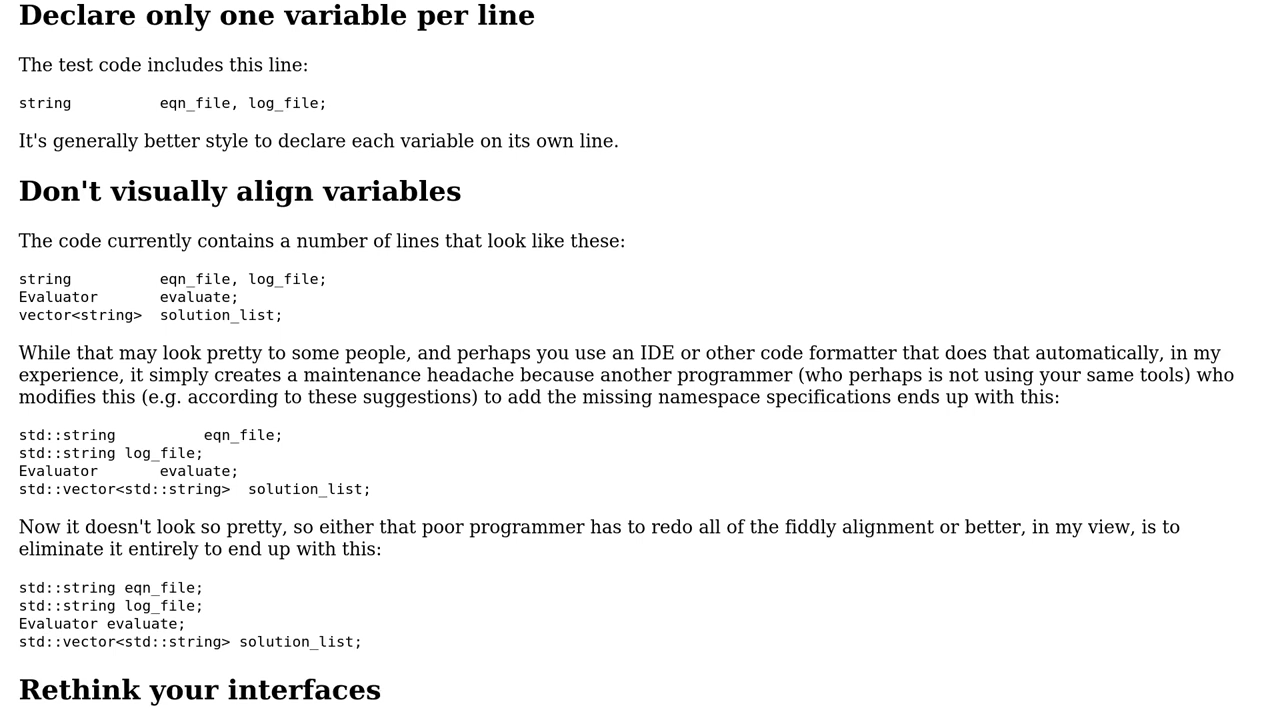 Declare only one variable per line
The test code includes this line:
string          eqn_file, log_file;
It's generally better style to declare each variable on its own line.
Don't visually align variables
The code currently contains a number of lines that look like these:
string          eqn_file, log_file;
Evaluator       evaluate;
vector<string>  solution_list;
While that may look pretty to some people, and perhaps you use an IDE or other code formatter that does that automatically, in my
experience, it simply creates a maintenance headache because another programmer (who perhaps is not using your same tools) who
modifies this (e.g. according to these suggestions) to add the missing namespace specifications ends up with this:
std::string          eqn_file;
std::string log_file;
Evaluator       evaluate;
std::vector<std::string>  solution_list;
Now it doesn't look so pretty, so either that poor programmer has to redo all of the fiddly alignment or better, in my view, is to
eliminate it entirely to end up with this:
std::string eqn_file;
std::string log_file;
Evaluator evaluate;
std::vector<std::string> solution_list;
Rethink your interfaces